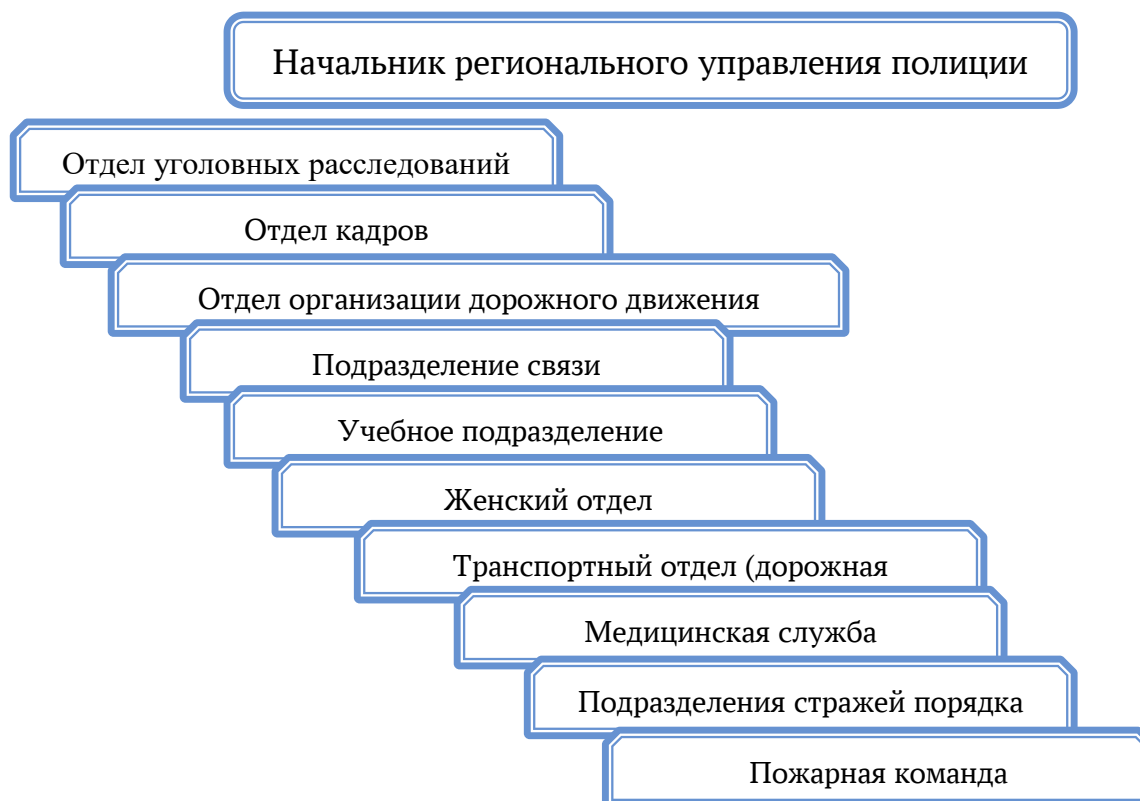 Начальник регионального управления полиции
Отдел уголовных расследований
Отдел кадров
Отдел организации дорожного движения
Подразделение связи
Учебное подразделение
Женский отдел
Транспортный отдел (дорожная
Медицинская служба
Подразделения стражей порядка
Пожарная команда